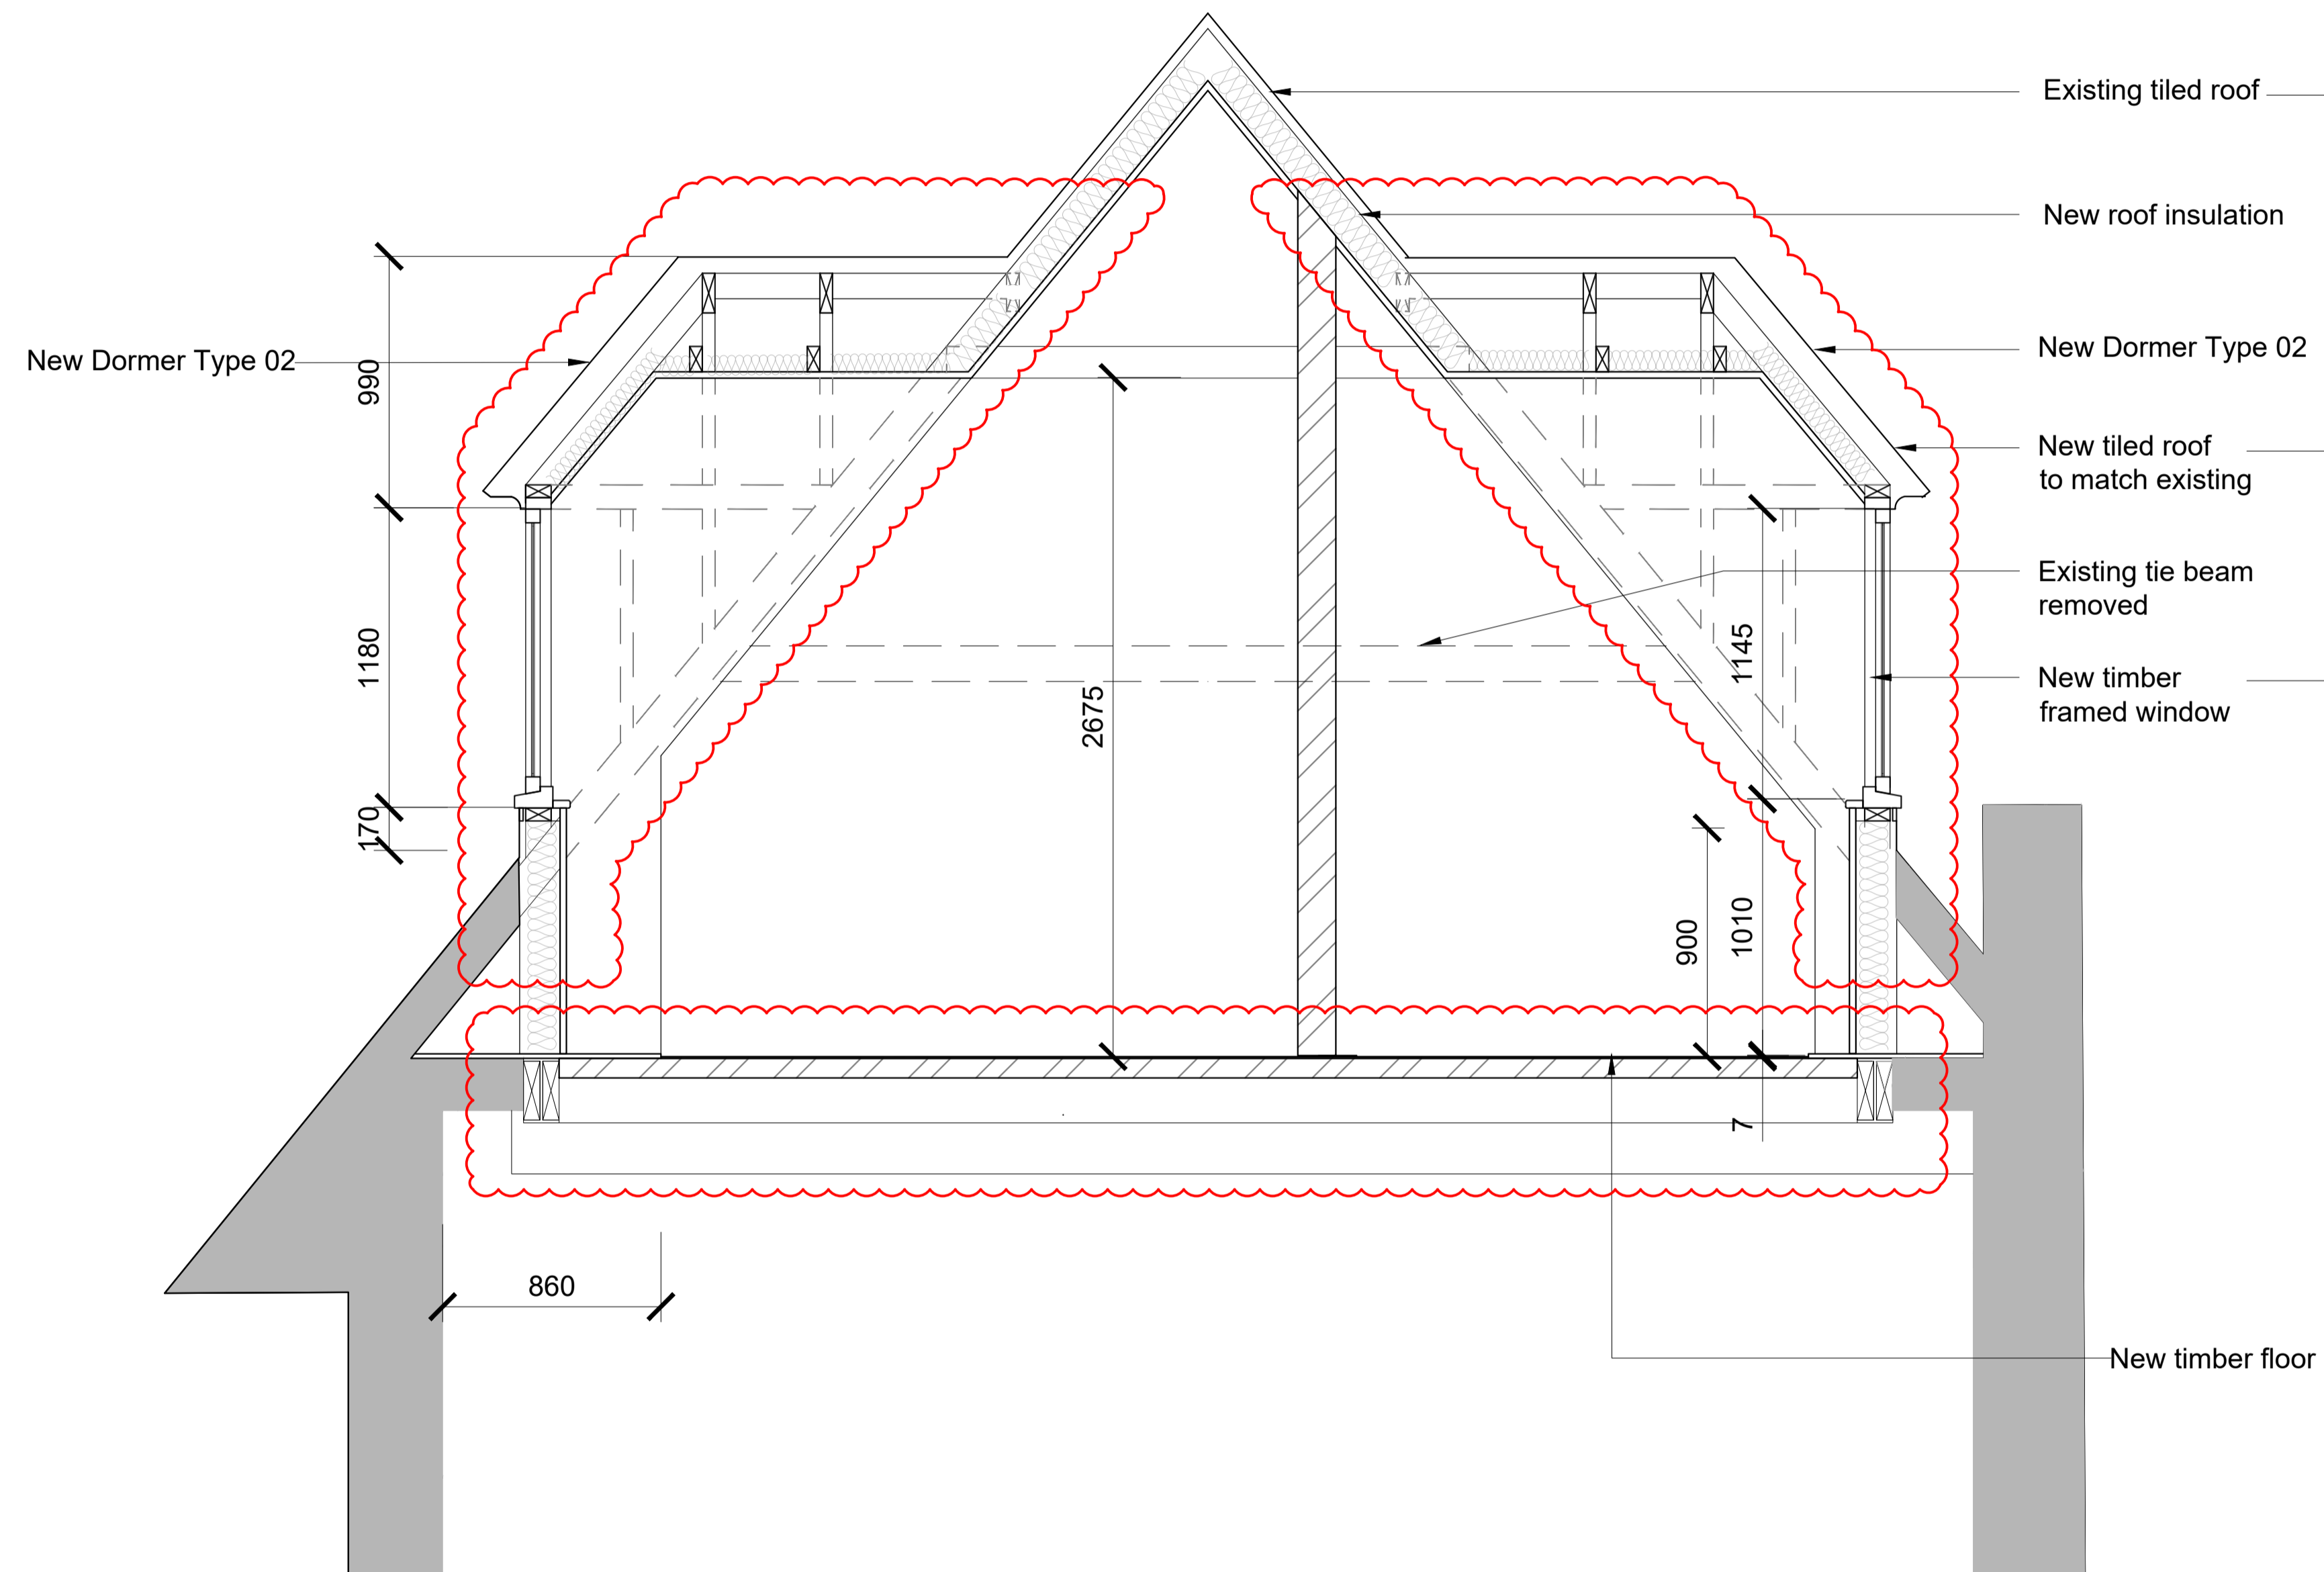 Existing tiled roof
New roof insulation
New Dormer Type 02
New Dormer Type 02
990
New tiled roof
to match existing
Existing tie beam
removed
1180
1145
New timber
framed window
2675
170
900
1010
7
860
New timber floor